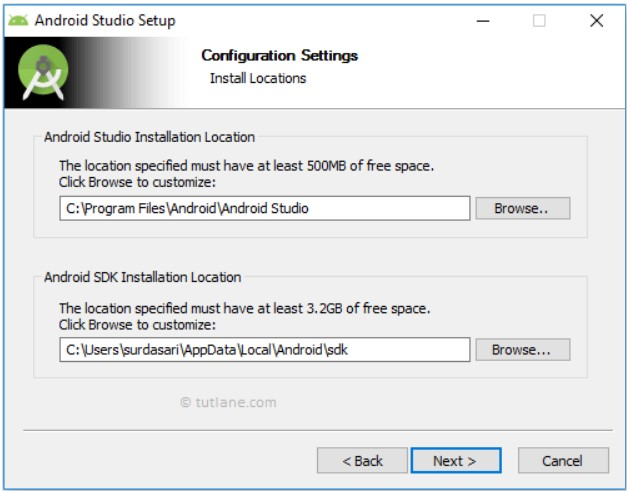 Android Studio Setup
Configuration Settings
Install Locations
Android Studio Installation Location
The location specified must have at least 500MB of free space.
Click Browse to customize:
C:\Program Files\Android\Android Studio
Browse..
Android SDK Installation Location
The location specified must have at least 3.2GB of free space.
Click Browse to customize:
C:\Users\surdasari\AppData\Local\Android\sdk
Browse...
© tutlane.com
< Back
Next >
Cancel